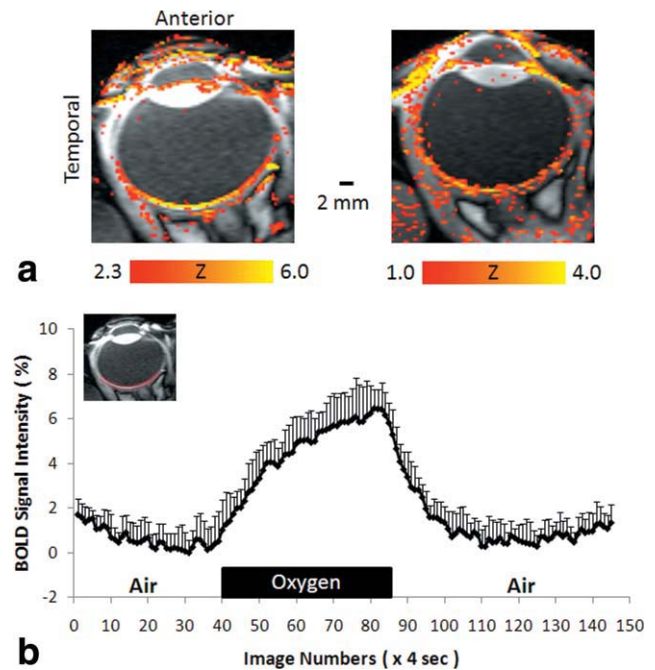 Anterior
Temporal
2 mm
a
2.3 Z 6.0
1.0 Z 4.0
b
BOLD Signal Intensity ( % )
10
8
6
4
2
0
-2
Air
Oxygen
Air
0 10 20 30 40 50 60 70 80 90 100 110 120 130 140 150
Image Numbers ( x 4 sec )